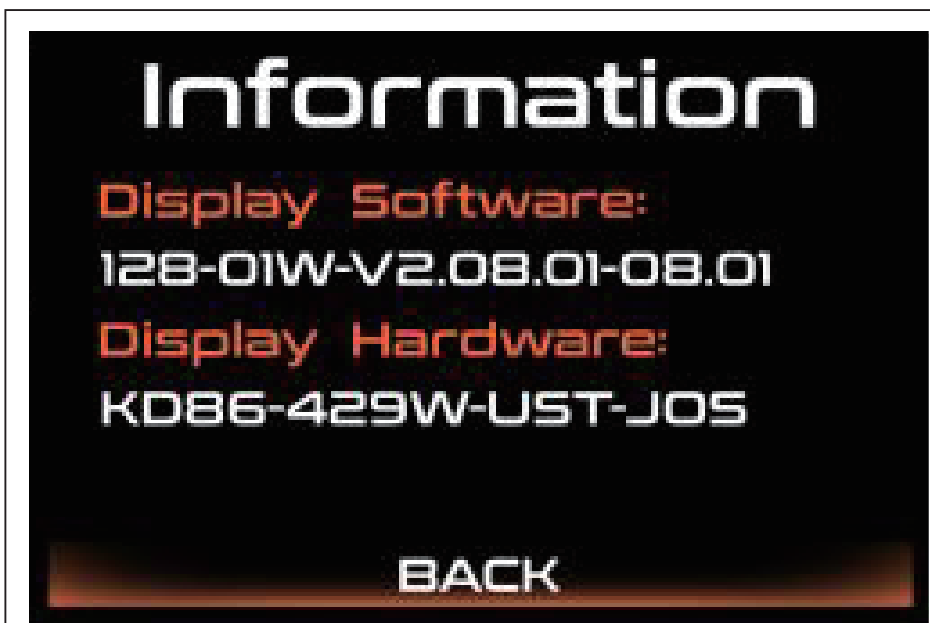 Information
Display Software:
128-01W-V2.08.01-08.01
Display Hardware:
KD86-429W-UST-JOS
BACK